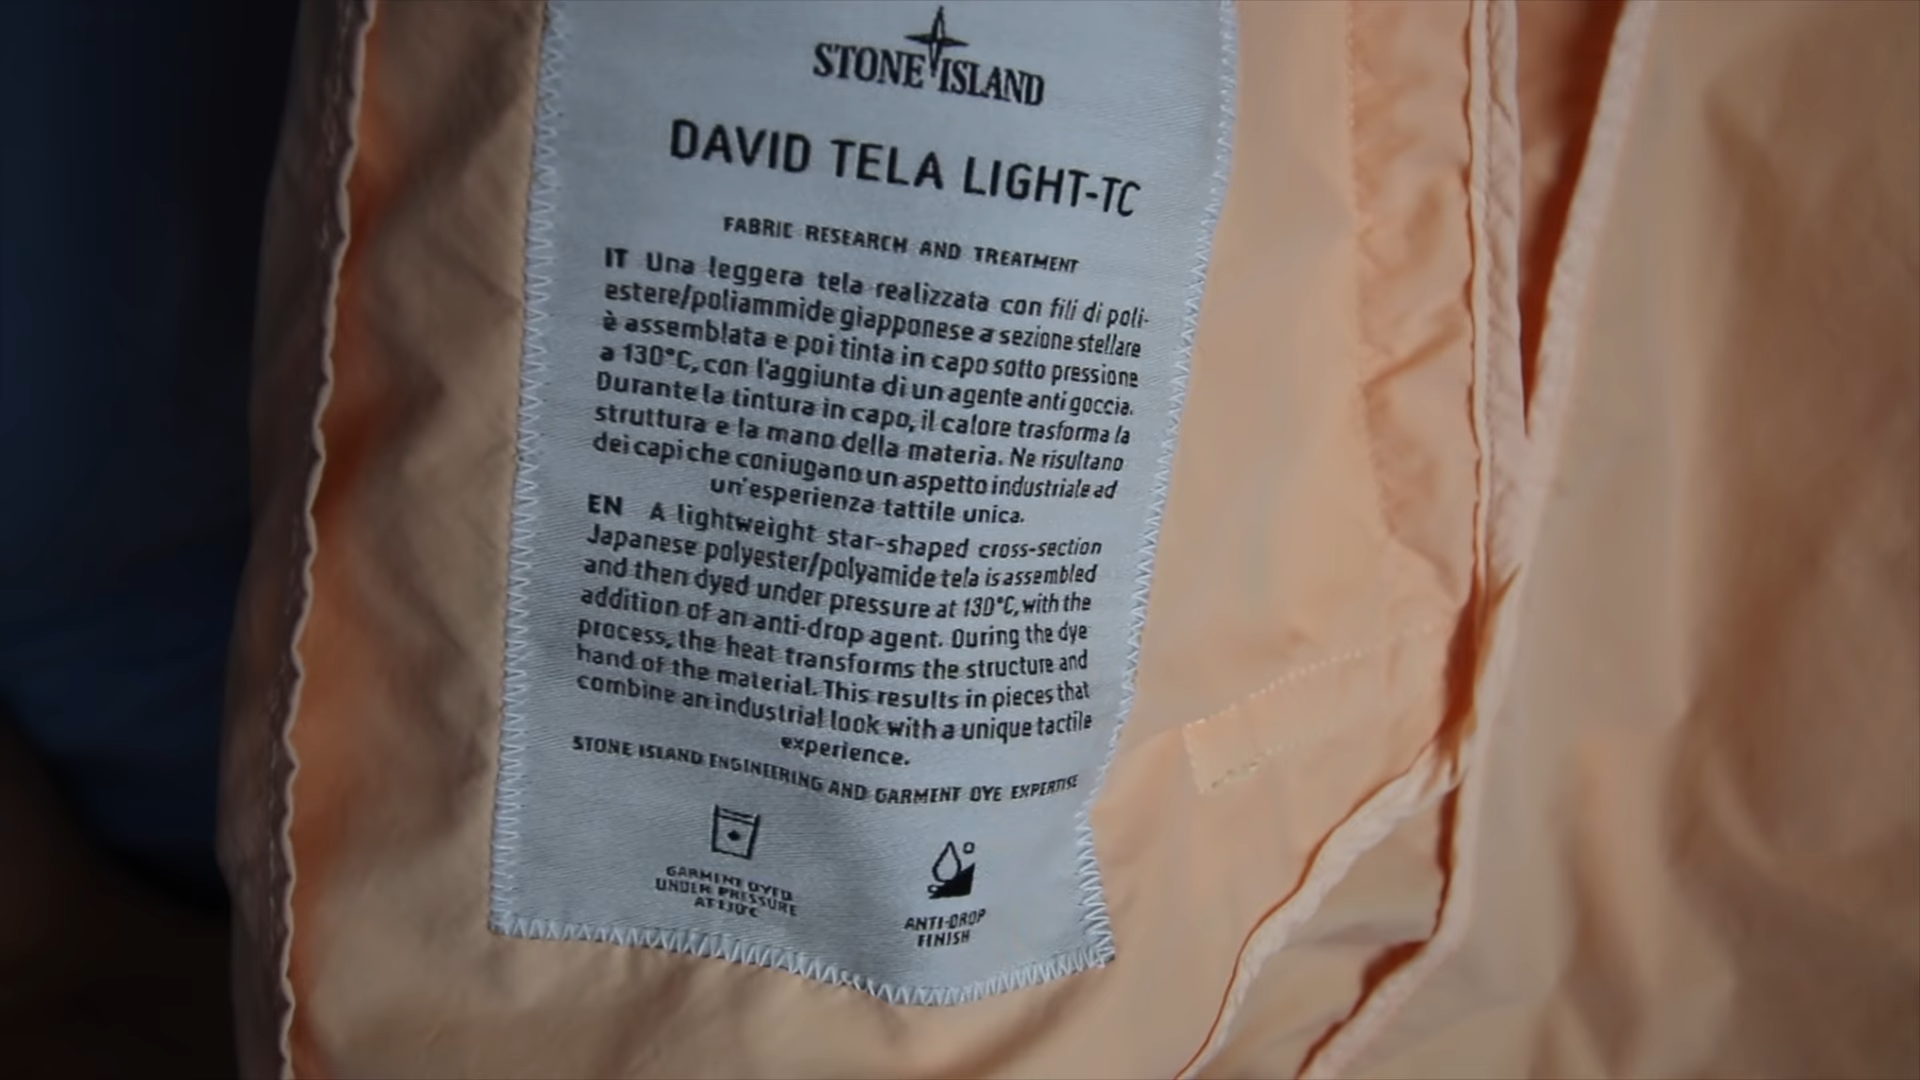 STONE ISLAND
DAVID TELA LIGHT-TC
FABRIC RESEARCH AND TREATMENT
IT Una leggera tela realizzata con fili di poli-
estere/poliammide giapponese a sezione stellare
è assemblata e poi tinta in capo sotto pressione
a 130°C, con l'aggiunta di un agente anti goccia.
Durante la tintura in capo, il calore trasforma la
struttura e la mano della materia. Ne risultano
dei capi che coniugano un aspetto industriale ad
un'esperienza tattile unica.
EN A lightweight star-shaped cross-section
Japanese polyester/polyamide tela is assembled
and then dyed under pressure at 130°C, with the
addition of an anti-drop agent. During the dye
process, the heat transforms the structure and
hand of the material. This results in pieces that
combine an industrial look with a unique tactile
experience.
STONE ISLAND ENGINEERING AND GARMENT DYE EXPERTISE
GARMENT DYED
UNDER PRESSURE
AT 130°C
ANTI-DROP
FINISH